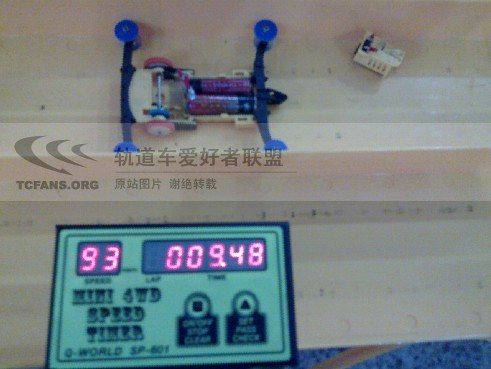 轨道车爱好者联盟
TCFANS.ORG
原站图片 谢绝转载
93 009.48
SPEED LAP TIME
MINI 4WD
SPEED
TIMER
ON/OFF
STOP
CLEAR
SET
PASS
CHECK
Q-WORLD SP-601